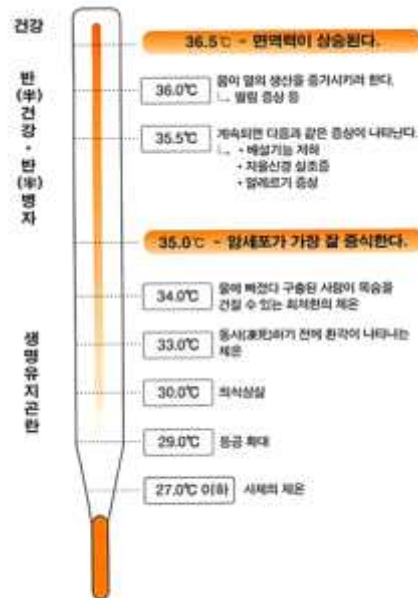 건강
36.5℃ - 면역력이 상승된다.
36.0℃
몸이 열의 생산을 증가시키려 한다.
ㄴ, 떨림 증상 등
반(半)건강·반(半)병자
35.5℃
계속되면 다음과 같은 증상이 나타난다.
ㄴ, • 배설기능 저하
• 자율신경 실조증
• 알레르기 증상
35.0℃ - 암세포가 가장 잘 증식한다.
34.0℃
물에 빠졌다 구출된 사람이 목숨을
건질 수 있는 최저한의 체온
생명유지곤란
33.0℃
동사(凍死)하기 전에 환각이 나타나는
체온
30.0℃
의식상실
29.0℃
동공 확대
27.0℃ 이하
사체의 체온